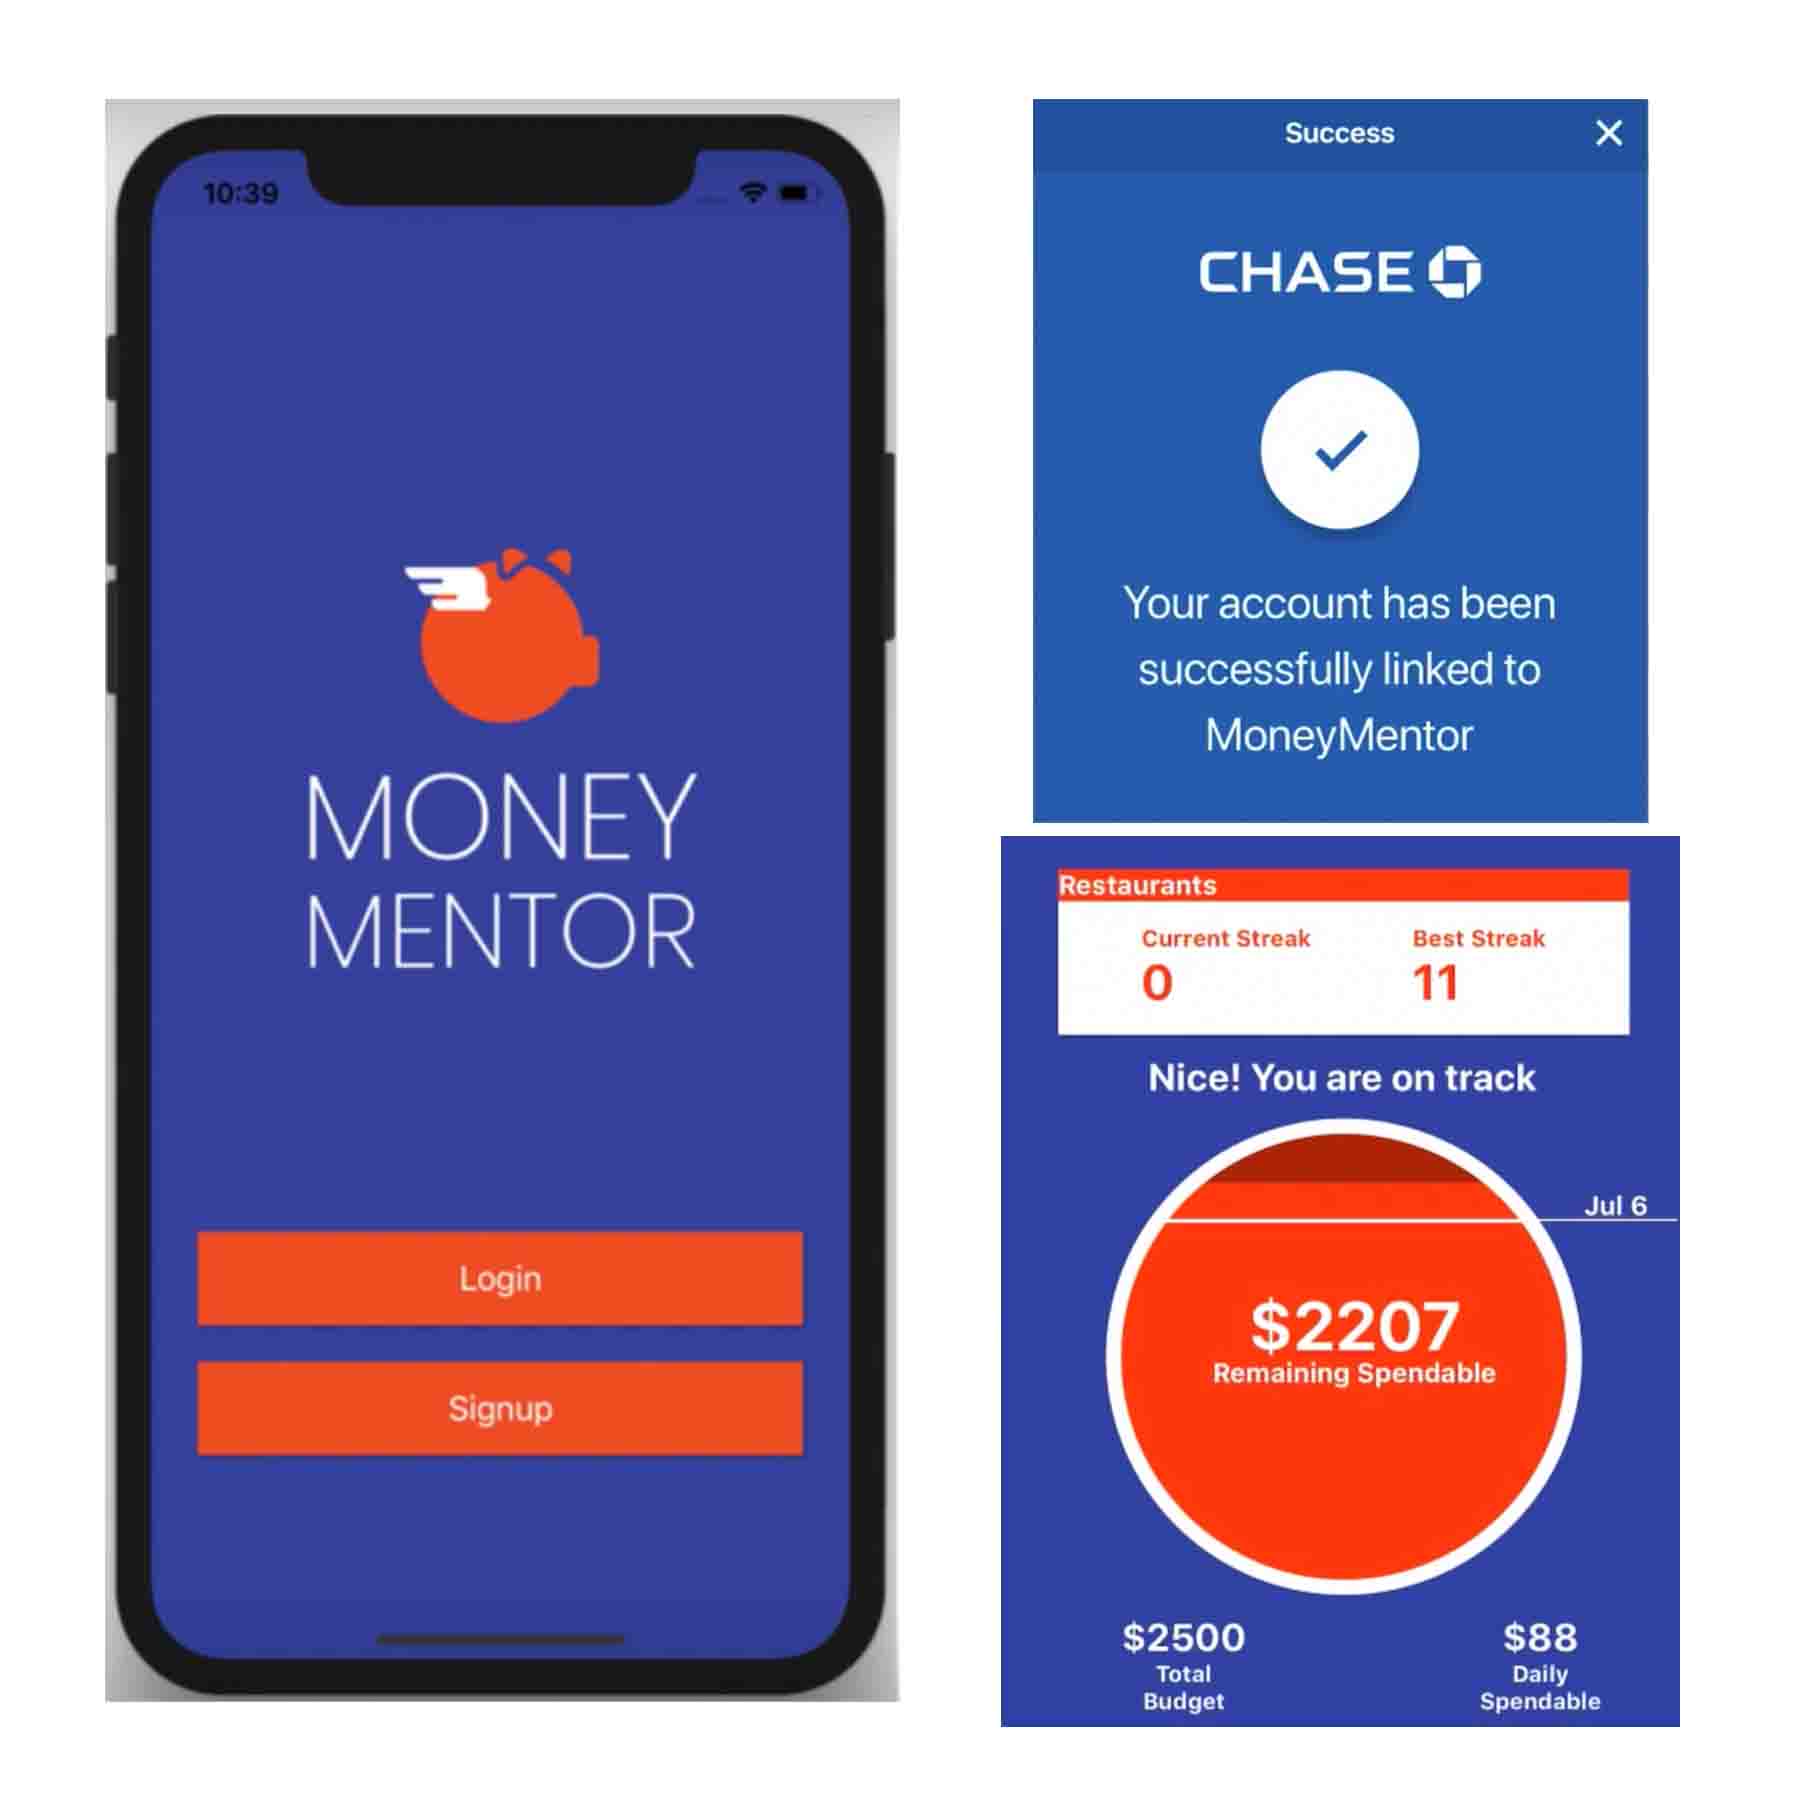 10:39
MONEY
MENTOR
Login
Signup
Success
CHASE
Your account has been
successfully linked to
MoneyMentor
Restaurants
Current Streak Best Streak
0 11
Nice! You are on track
Jul 6
$2207
Remaining Spendable
$2500 $88
Total Daily
Budget Spendable